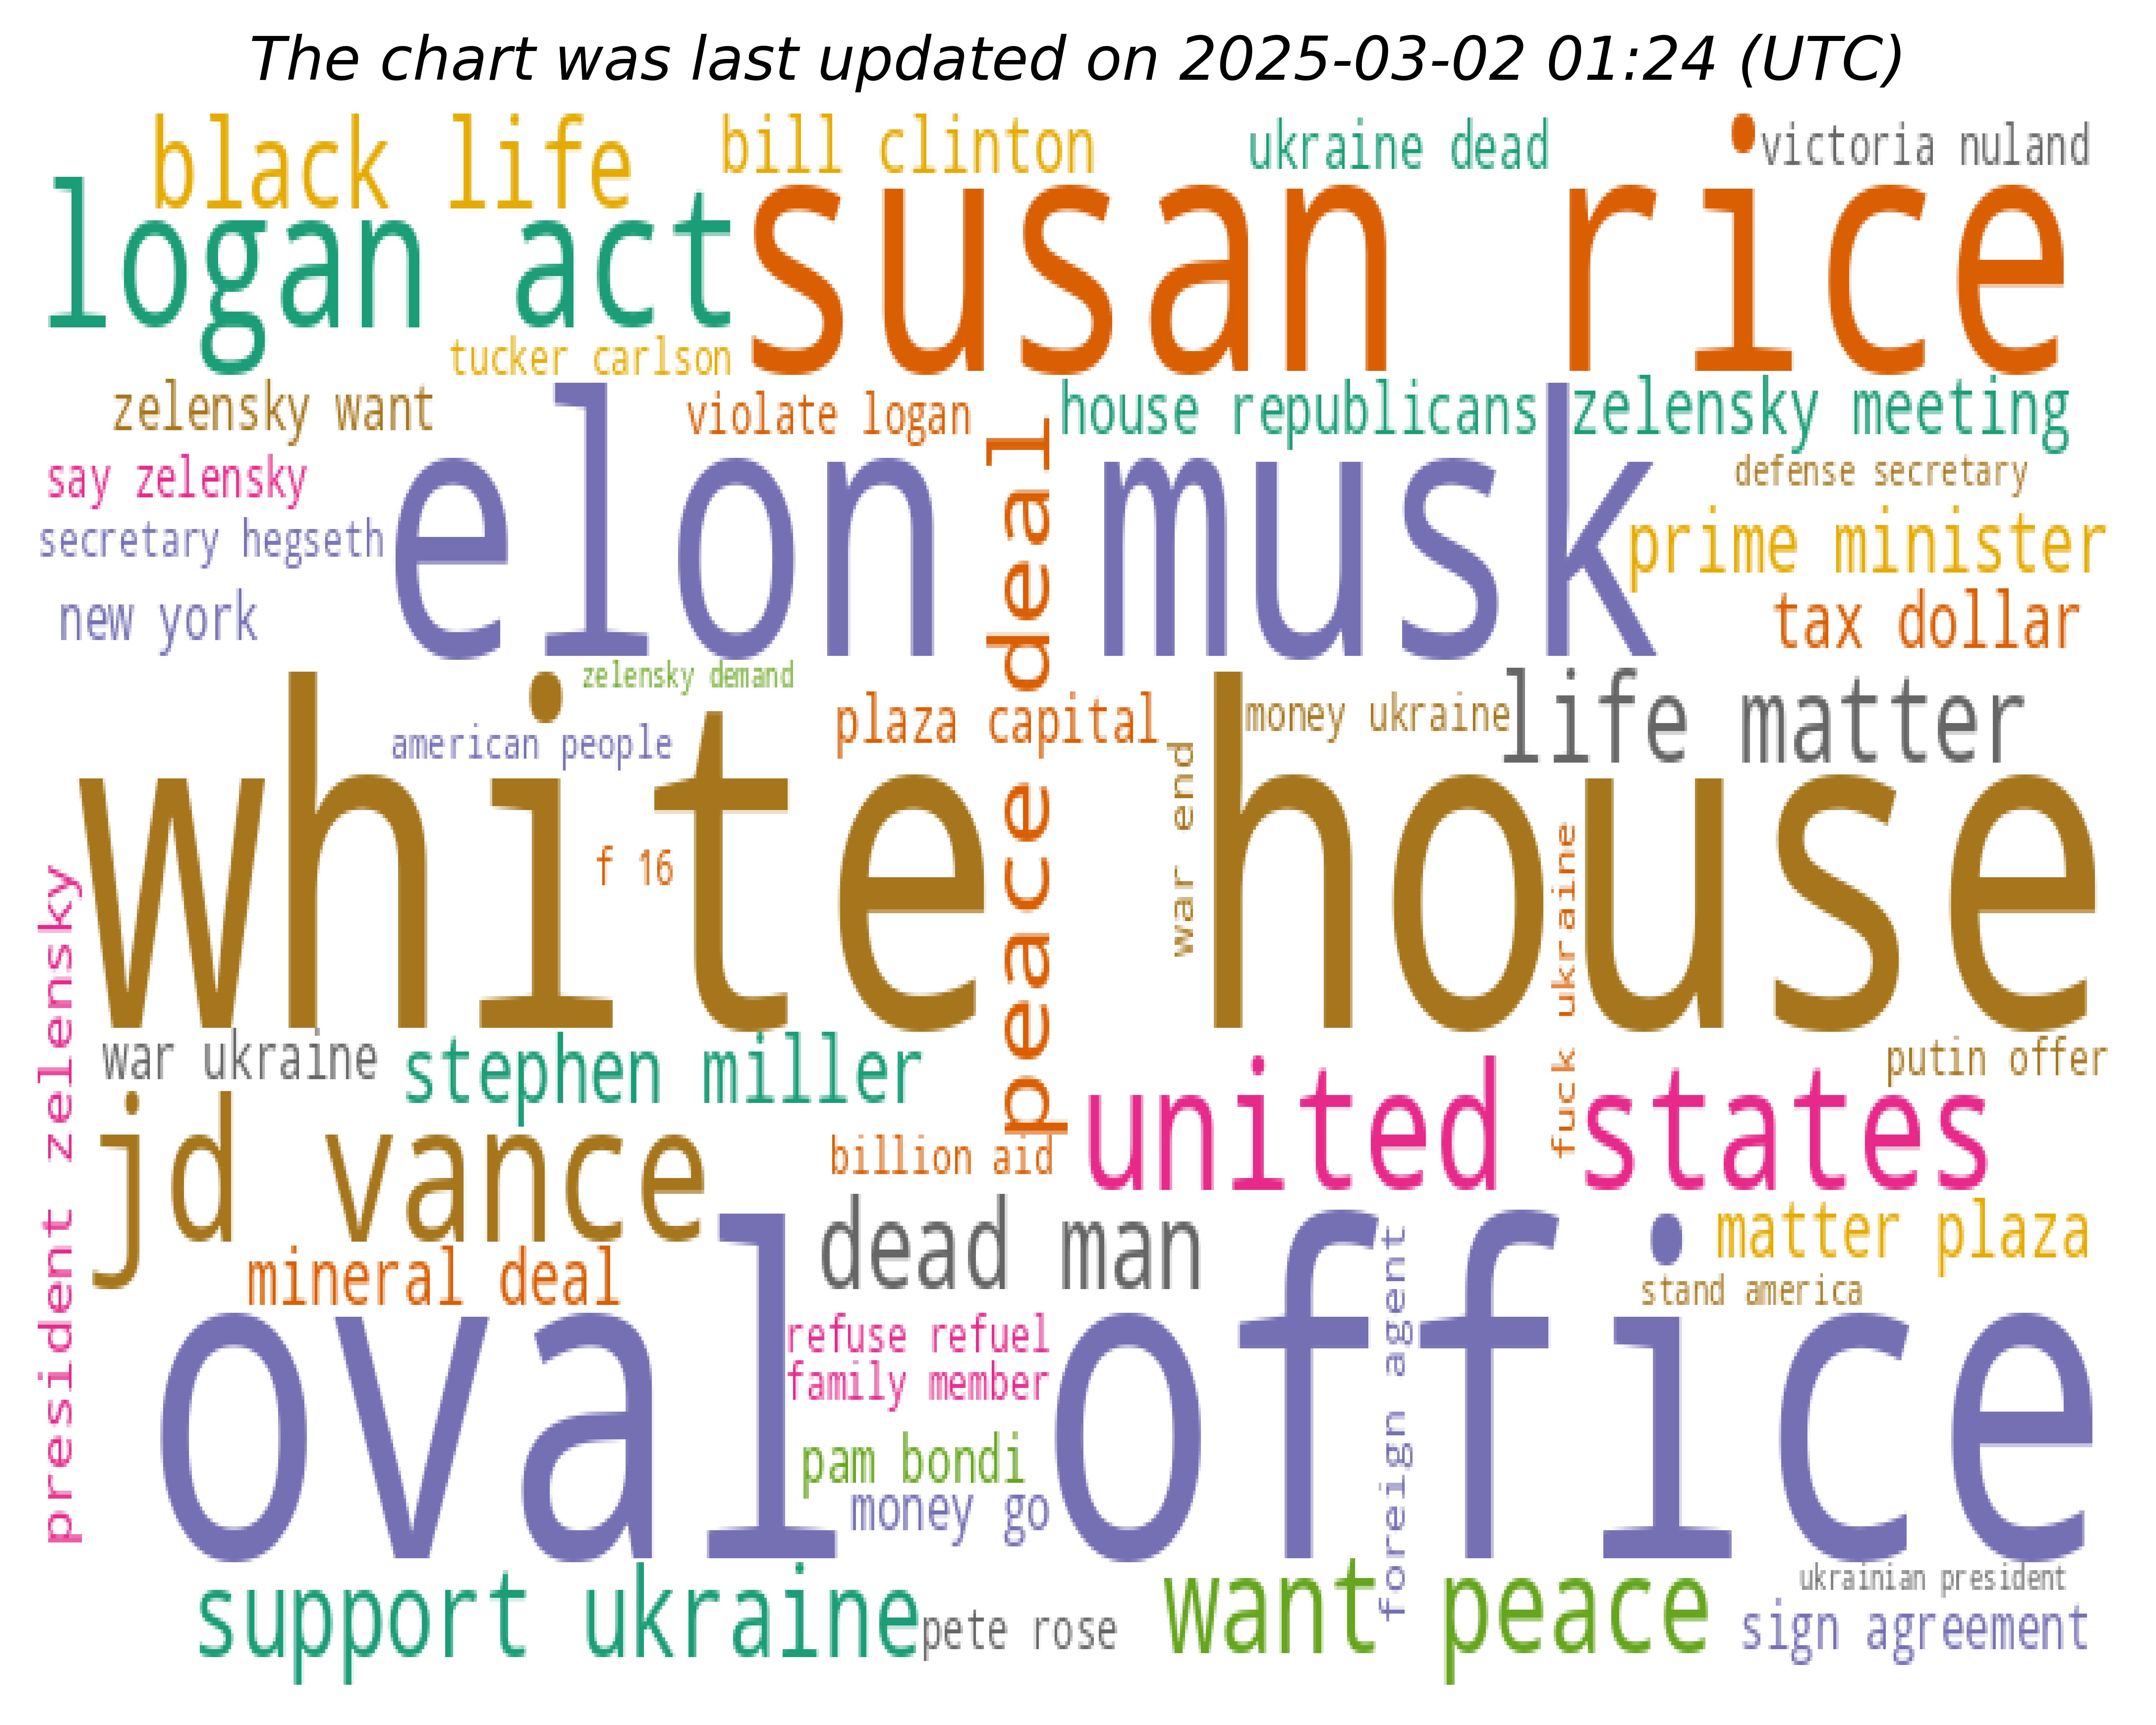 The chart was last updated on 2025-03-02 01:24 (UTC)
black life
bill clinton
ukraine dead
victoria nuland
logan act
susan rice
tucker carlson
zelensky want
violate logan
house republicans
zelensky meeting
say zelensky
elon musk
defense secretary
secretary hegseth
prime minister
new york
tax dollar
peace deal
zelensky demand
american people
plaza capital
money ukraine
life matter
white house
war end
f 16
fuck ukraine
president zelensky
war ukraine
stephen miller
putin offer
jd vance
billion aid
united states
mineral deal
dead man
matter plaza
stand america
oval office
refuse refuel
family member
foreign agent
pam bondi
money go
support ukraine
pete rose
want peace
ukrainian president
sign agreement